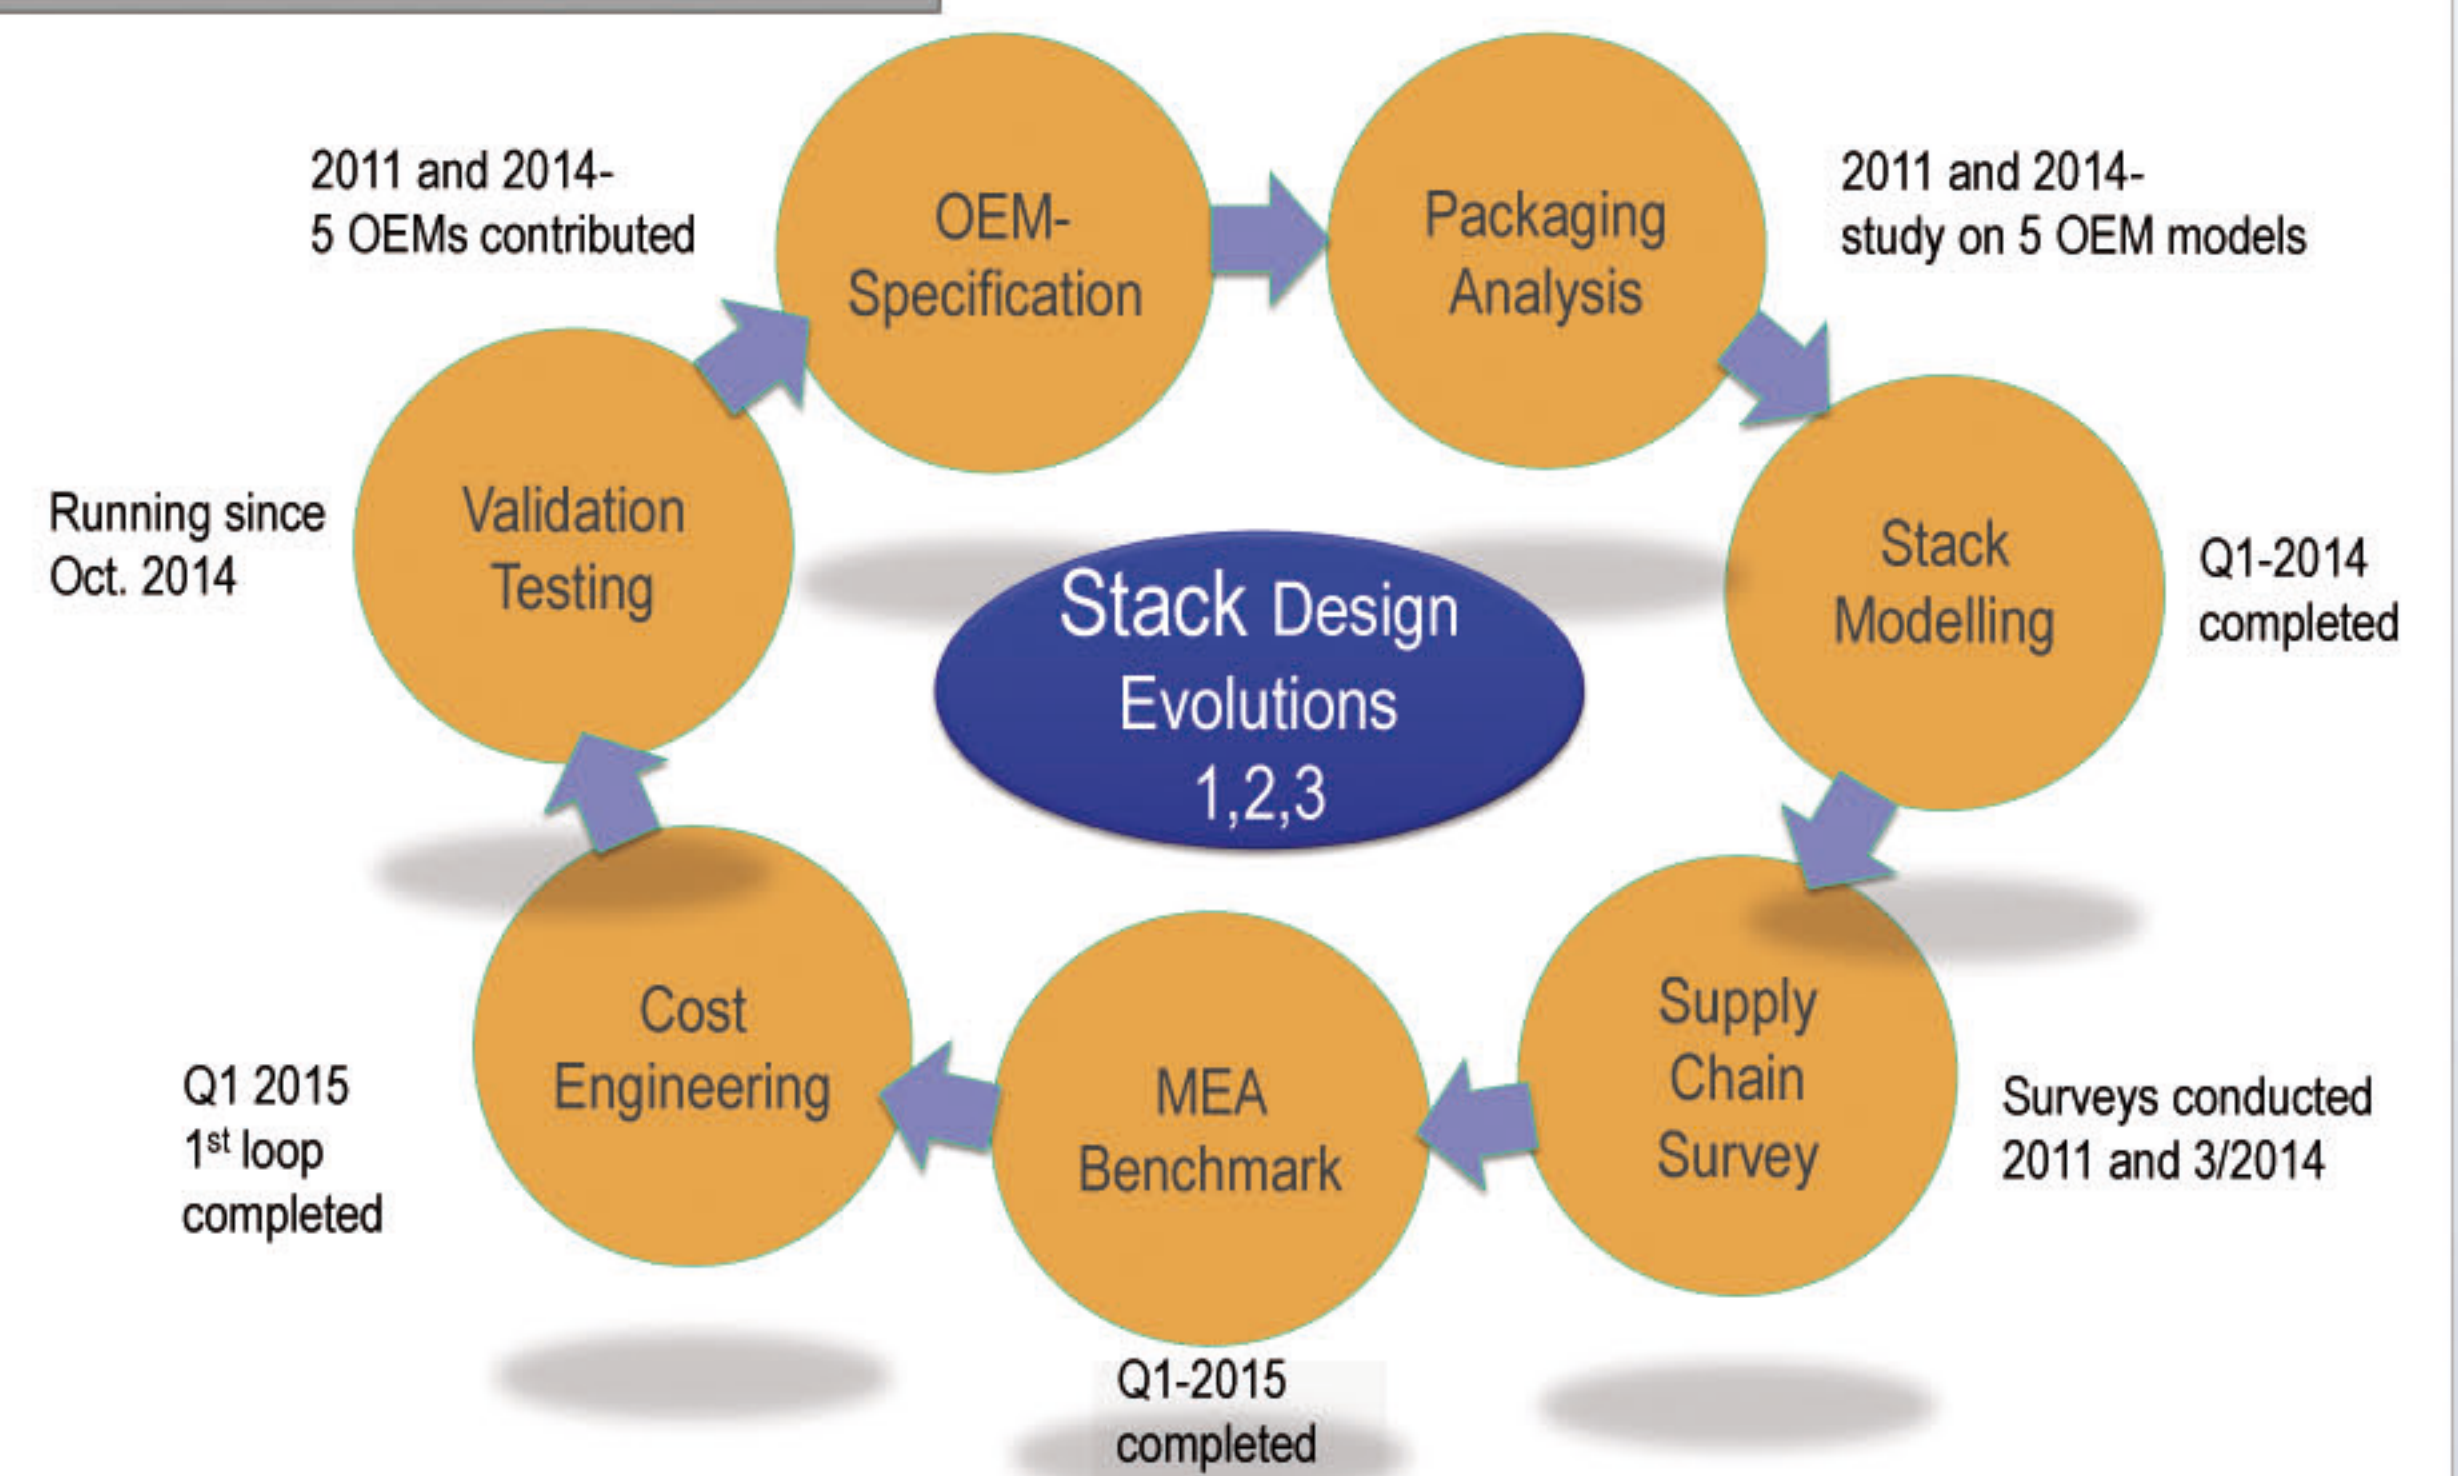 2011 and 2014-
5 OEMs contributed
OEM-
Specification
Packaging
Analysis
2011 and 2014-
study on 5 OEM models
Running since
Oct. 2014
Validation
Testing
Stack Design
Evolutions
1,2,3
Stack
Modelling
Q1-2014
completed
Q1 2015
1st loop
completed
Cost
Engineering
MEA
Benchmark
Q1-2015
completed
Supply
Chain
Survey
Surveys conducted
2011 and 3/2014